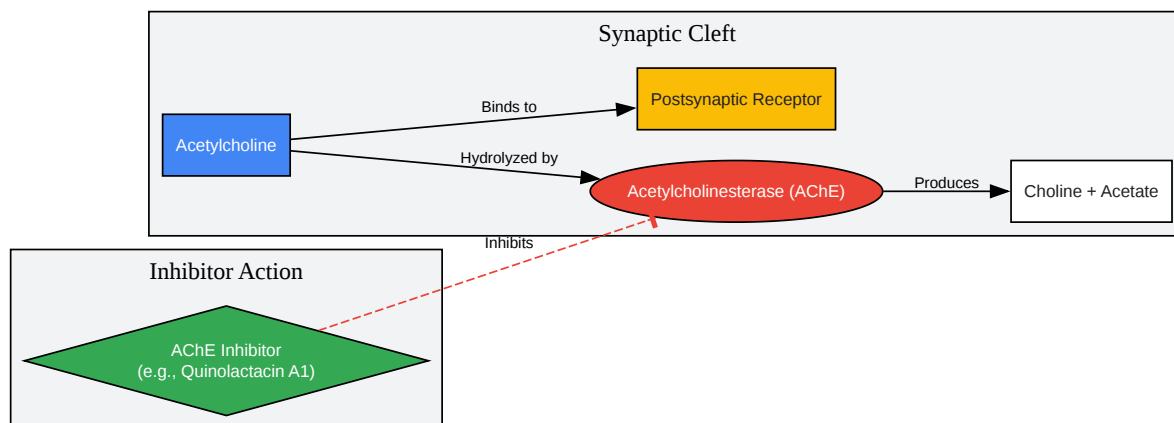 Synaptic Cleft
Binds to
Postsynaptic Receptor
Acetylcholine
Hydrolyzed by
Acetylcholinesterase (AChE)
Produces
Choline + Acetate
Inhibits
Inhibitor Action
AChE Inhibitor
(e.g., Quinolactacin A1)